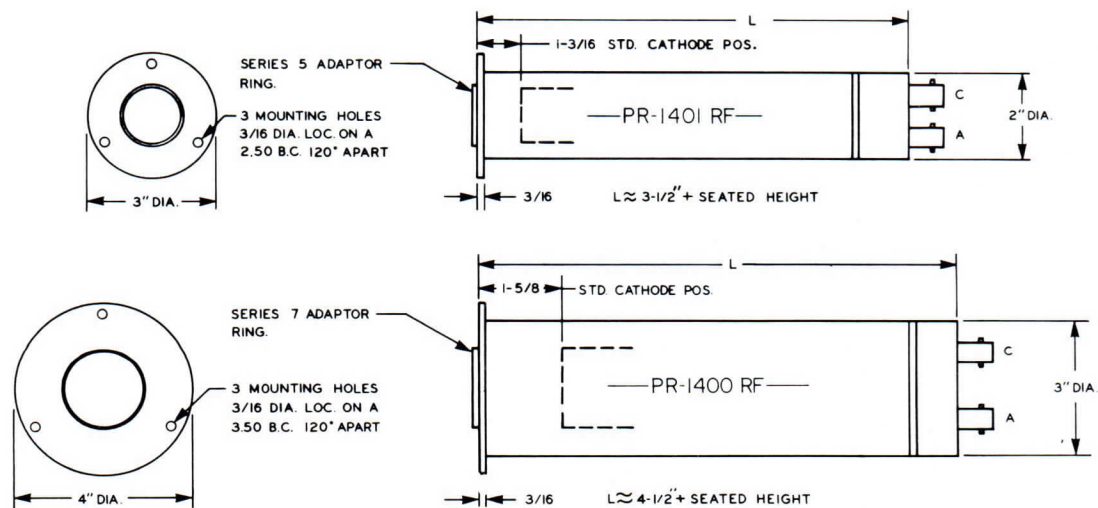 L
1-3/16 STD. CATHODE POS.
SERIES 5 ADAPTOR
RING.
3 MOUNTING HOLES
3/16 DIA. LOC. ON A
2.50 B.C. 120° APART
3" DIA.
PR-1401 RF
C
A
2" DIA.
3/16
L≈ 3-1/2" + SEATED HEIGHT
L
1-5/8 STD. CATHODE POS.
SERIES 7 ADAPTOR
RING.
3 MOUNTING HOLES
3/16 DIA. LOC. ON A
3.50 B.C. 120° APART
4" DIA.
PR-1400 RF
C
A
3" DIA.
3/16
L≈ 4-1/2" + SEATED HEIGHT